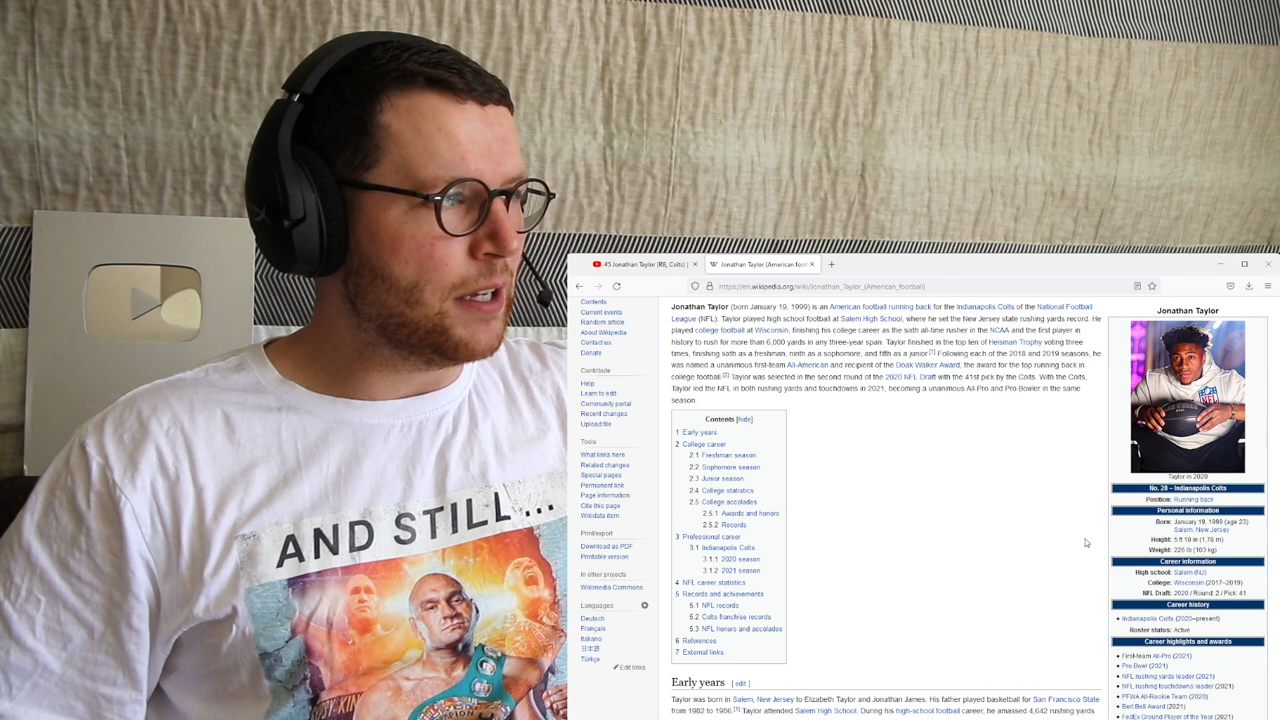 AND STILL...
#5 Jonathan Taylor (RB, Colts) |
Jonathan Taylor (American foot
https://en.wikipedia.org/wiki/Jonathan_Taylor_(American_football)
Contents
Current events
Random article
About Wikipedia
Contact us
Donate
Contribute
Help
Learn to edit
Community portal
Recent changes
Upload file
Tools
What links here
Related changes
Special pages
Permanent link
Page information
Cite this page
Wikidata item
Print/export
Download as PDF
Printable version
In other projects
Wikimedia Commons
Languages
Deutsch
Français
Italiano
日本語
Türkçe
Edit links
Jonathan Taylor (born January 19, 1999) is an American football running back for the Indianapolis Colts of the National Football
League (NFL). Taylor played high school football at Salem High School, where he set the New Jersey state rushing yards record. He
played college football at Wisconsin, finishing his college career as the sixth all-time rusher in the NCAA and the first player in
history to rush for more than 6,000 yards in any three-year span. Taylor finished in the top ten of Heisman Trophy voting three
times, finishing sixth as a freshman, ninth as a sophomore, and fifth as a junior.[1] Following each of the 2018 and 2019 seasons, he
was named a unanimous first-team All-American and recipient of the Doak Walker Award, the award for the top running back in
college football.[2] Taylor was selected in the second round of the 2020 NFL Draft with the 41st pick by the Colts. With the Colts,
Taylor led the NFL in both rushing yards and touchdowns in 2021, becoming a unanimous All-Pro and Pro Bowler in the same
season.
Contents [hide]
1 Early years
2 College career
2.1 Freshman season
2.2 Sophomore season
2.3 Junior season
2.4 College statistics
2.5 College accolades
2.5.1 Awards and honors
2.5.2 Records
3 Professional career
3.1 Indianapolis Colts
3.1.1 2020 season
3.1.2 2021 season
4 NFL career statistics
5 Records and achievements
5.1 NFL records
5.2 Colts franchise records
5.3 NFL honors and accolades
6 References
7 External links
Early years [ edit ]
Taylor was born in Salem, New Jersey to Elizabeth Taylor and Jonathan James. His father played basketball for San Francisco State
from 1982 to 1986.[1] Taylor attended Salem High School. During his high-school football career, he amassed 4,642 rushing yards
Jonathan Taylor
NFL
Taylor in 2020
No. 28 – Indianapolis Colts
Position: Running back
Personal information
Born: January 19, 1999 (age 23)
Salem, New Jersey
Height: 5 ft 10 in (1.78 m)
Weight: 226 lb (103 kg)
Career information
High school: Salem (NJ)
College: Wisconsin (2017–2019)
NFL Draft: 2020 / Round: 2 / Pick: 41
Career history
• Indianapolis Colts (2020–present)
Roster status: Active
Career highlights and awards
• First-team All-Pro (2021)
• Pro Bowl (2021)
• NFL rushing yards leader (2021)
• NFL rushing touchdowns leader (2021)
• PFWA All-Rookie Team (2020)
• Bert Bell Award (2021)
• FedEx Ground Player of the Year (2021)